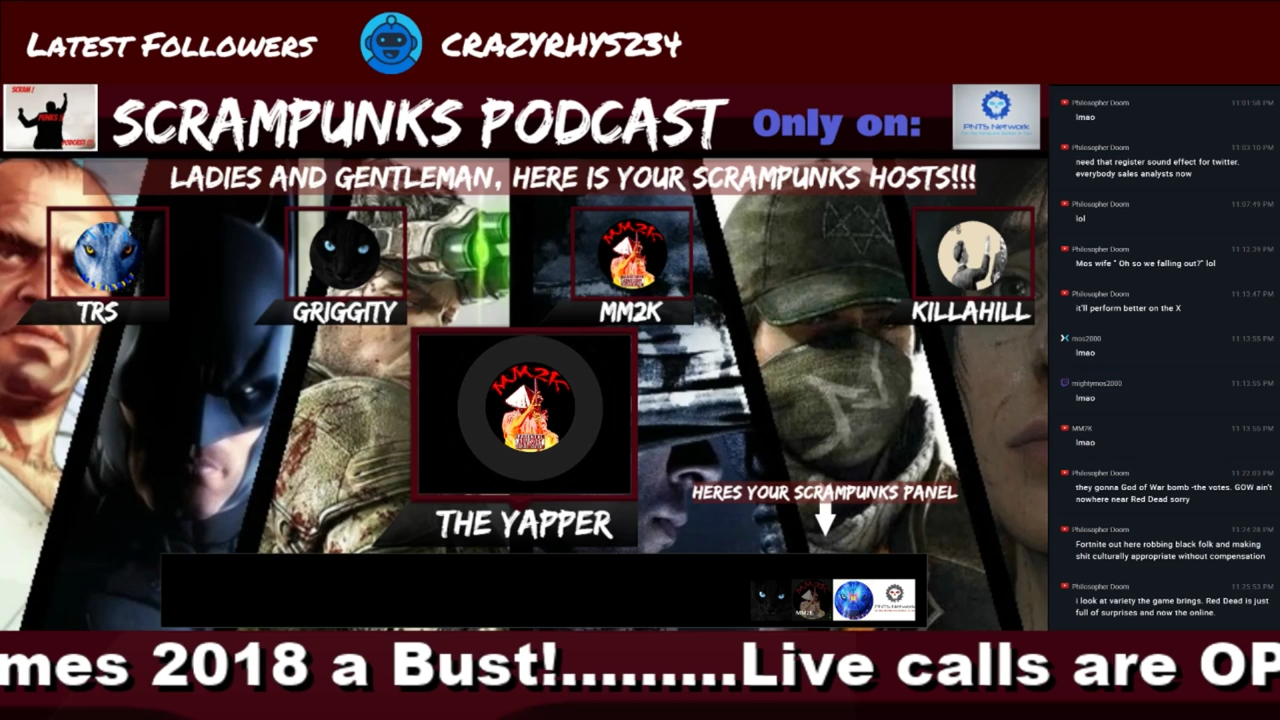 LATEST FOLLOWERS
CRAZYRHYS234
SCRAM!
PUNKS
PODCAST
SCRAMPUNKS PODCAST
Only on:
PNTS Network
LADIES AND GENTLEMAN, HERE IS YOUR SCRAMPUNKS HOSTS!!!
TRS
GRIGGITY
MM2K
MM2K
KILLAHILL
MM2K
THE YAPPER
HERES YOUR SCRAMPUNKS PANEL
MM2K
PNTS Network
Philosopher Doom 11:01:58 PM
lmao
Philosopher Doom 11:03:10 PM
need that register sound effect for twitter.
everybody sales analysts now
Philosopher Doom 11:07:49 PM
lol
Philosopher Doom 11:12:39 PM
Mos wife " Oh so we falling out?" lol
Philosopher Doom 11:13:47 PM
it'll perform better on the X
mos2000 11:13:55 PM
lmao
mightymos2000 11:13:55 PM
lmao
MM2K 11:13:55 PM
lmao
Philosopher Doom 11:22:03 PM
they gonna God of War bomb -the votes. GOW ain't
nowhere near Red Dead sorry
Philosopher Doom 11:24:28 PM
Fortnite out here robbing black folk and making
shit culturally appropriate without compensation
Philosopher Doom 11:25:53 PM
i look at variety the game brings. Red Dead is just
full of surprises and now the online.
mes 2018 a Bust!.........Live calls are OP